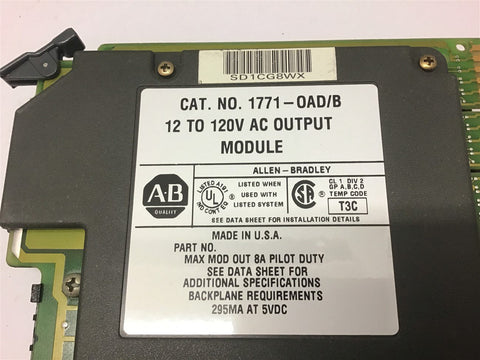 SD1CG8WX
CAT. NO. 1771-OAD/B
12 TO 120V AC OUTPUT
MODULE
ALLEN-BRADLEY
AB
QUALITY
UL
LISTED WHEN
USED WITH
LISTED SYSTEM
SA
CL 1 DIV 2
GP A,B,C,D
TEMP CODE
T3C
SEE DATA SHEET FOR INSTALLATION DETAILS
MADE IN U.S.A.
PART NO.
MAX MOD OUT 8A PILOT DUTY
SEE DATA SHEET FOR
ADDITIONAL SPECIFICATIONS
BACKPLANE REQUIREMENTS
295MA AT 5VDC